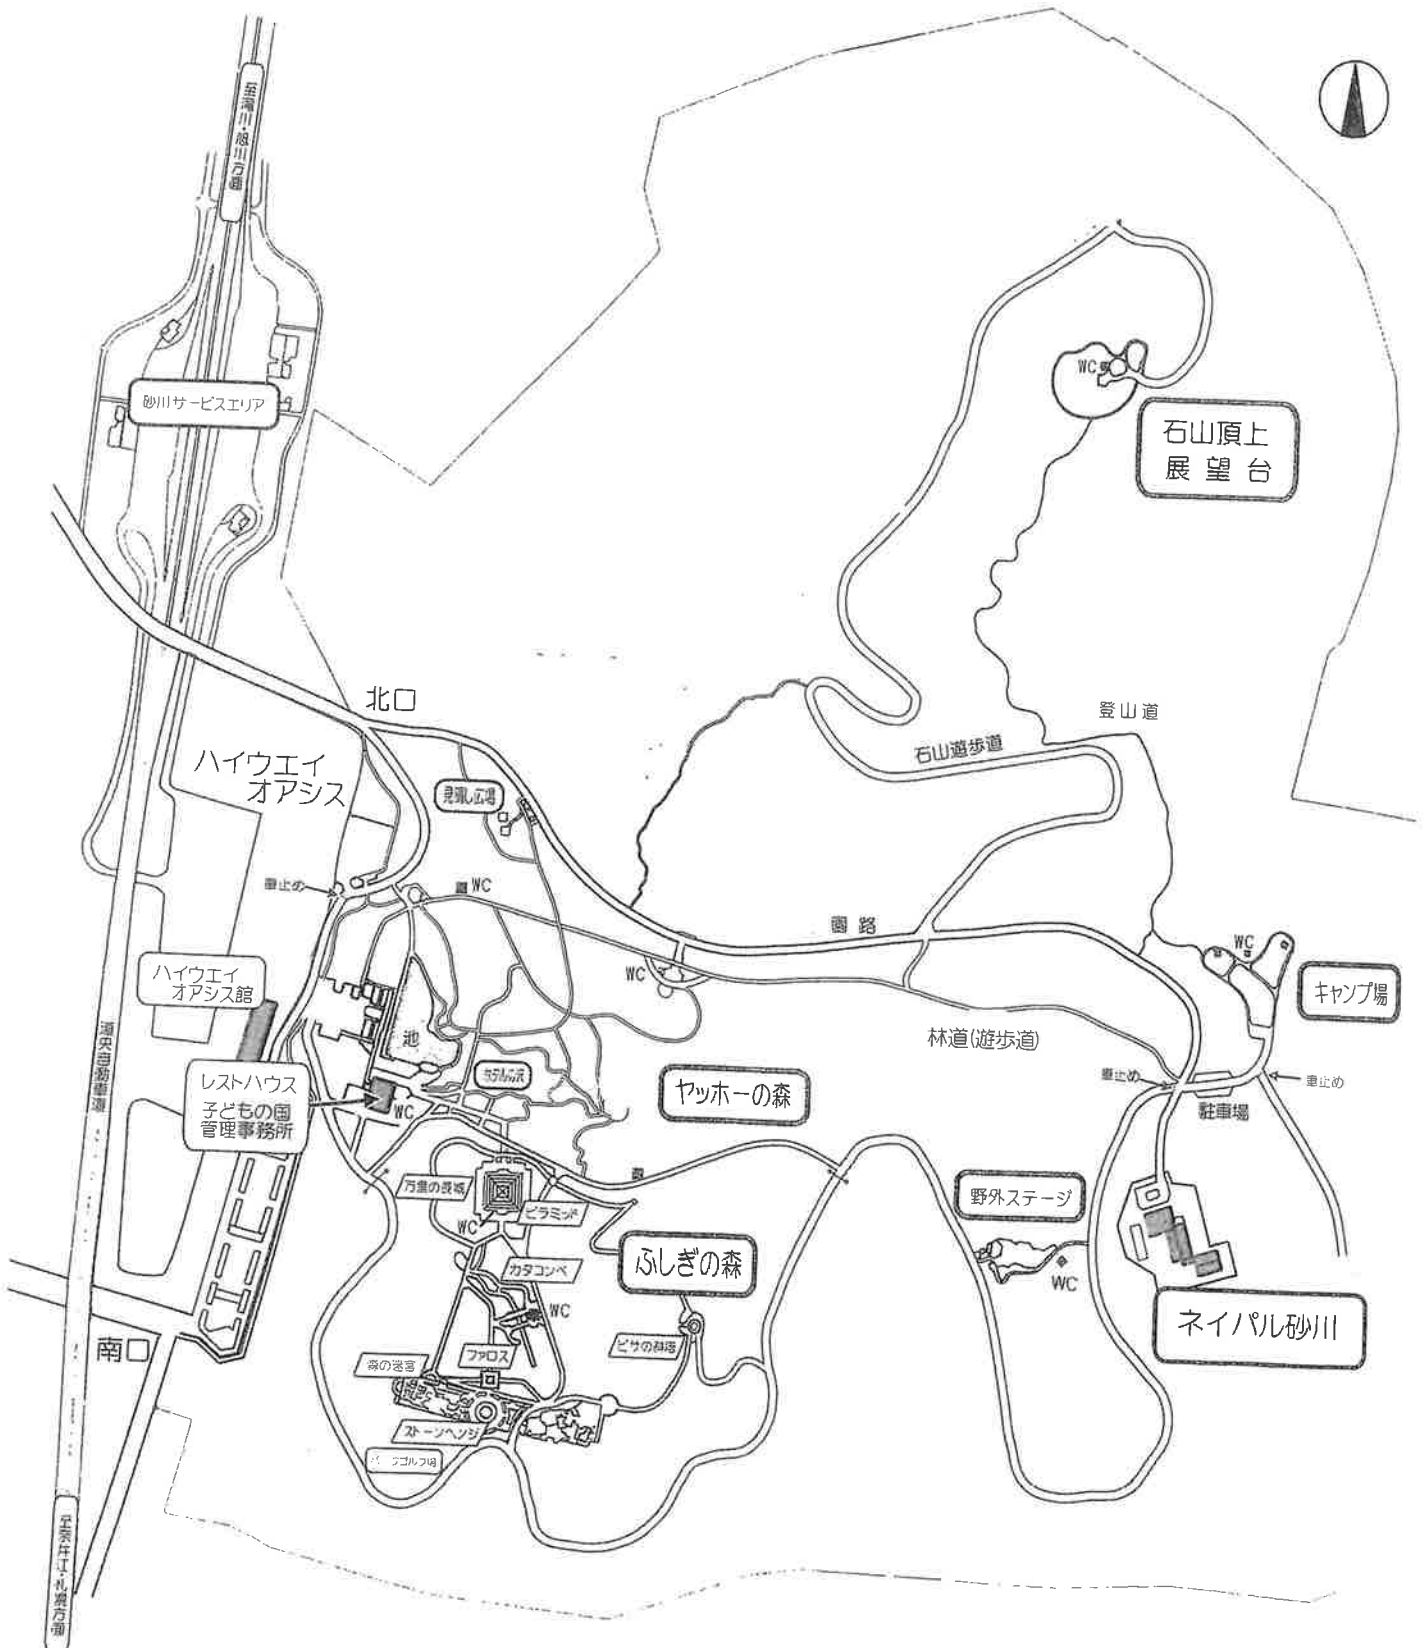 至滝川・旭川方面
砂川サービスエリア
WC
石山頂上
展望台
北口
登山道
石山遊歩道
ハイウエイ
オアシス
見晴し広場
車止め
WC
園路
WC
WC
キャンプ場
ハイウエイ
オアシス館
道央自動車道
池
林道(遊歩道)
レストハウス
子どもの国
管理事務所
WC
ヤッホーの森
車止め
車止め
駐車場
万里の長城
ピラミッド
WC
野外ステージ
カタコンベ
ふしぎの森
WC
WC
ネイパル砂川
南口
森の迷宮
ファロス
ピサの斜塔
ストーンヘンジ
至奈井江・札幌方面